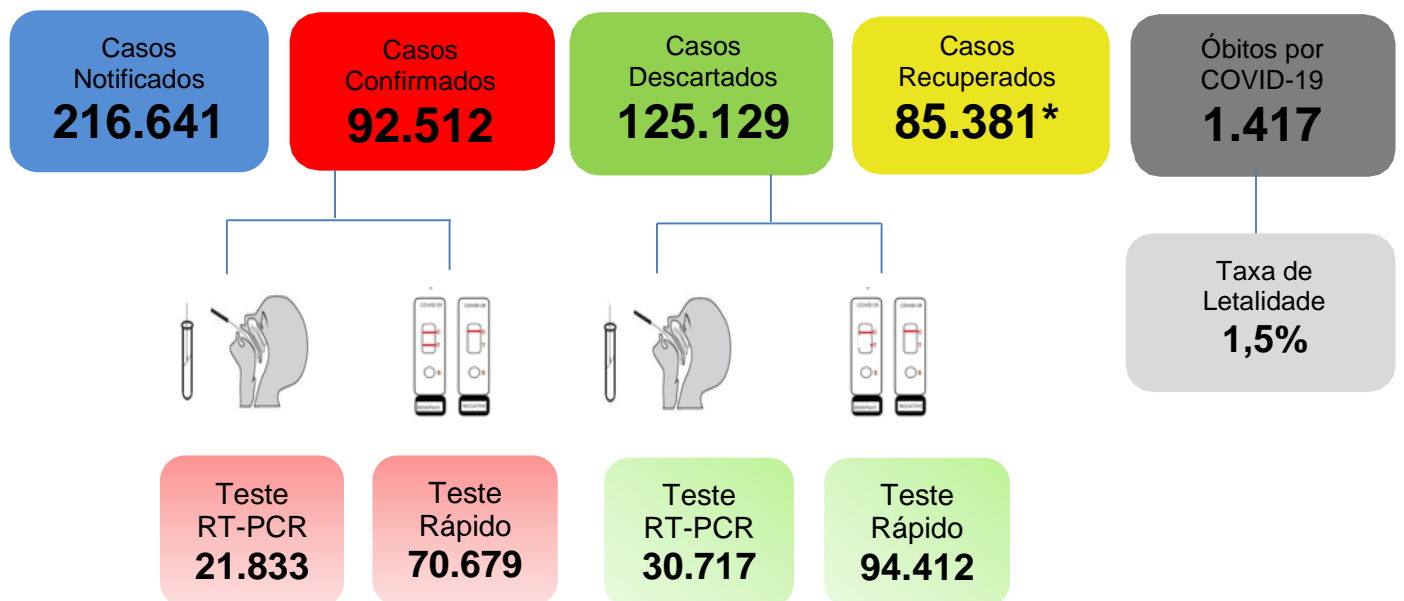 Casos
Notificados
216.641
Casos
Confirmados
92.512
Casos
Descartados
125.129
Casos
Recuperados
85.381*
Óbitos por
COVID-19
1.417
Taxa de
Letalidade
1,5%
Teste
RT-PCR
21.833
Teste
Rápido
70.679
Teste
RT-PCR
30.717
Teste
Rápido
94.412